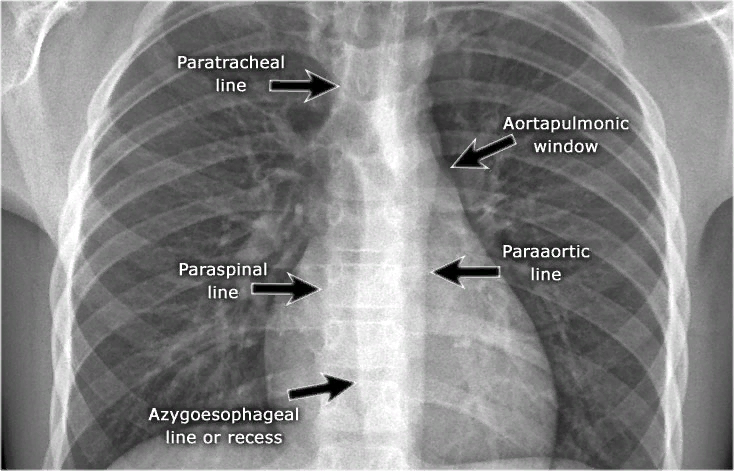 Paratracheal
line
Aortapulmonic
window
Paraspinal
line
Paraaortic
line
Azygoesophageal
line or recess